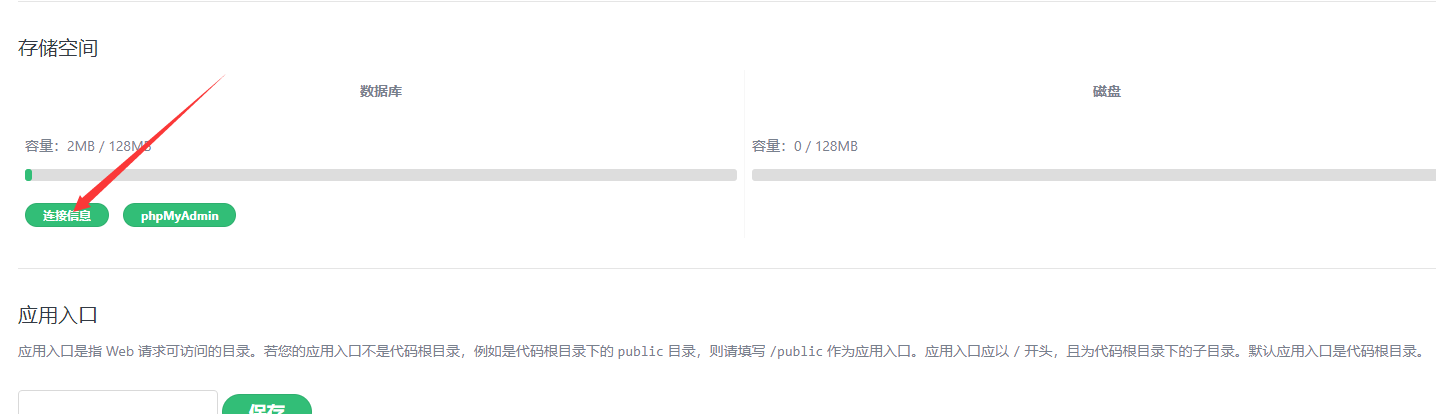 存储空间
数据库
磁盘
容量：2MB / 128MB
容量：0 / 128MB
连接信息
phpMyAdmin
应用入口
应用入口是指 Web 请求可访问的目录。若您的应用入口不是代码根目录，例如是代码根目录下的 public 目录，则请填写 /public 作为应用入口。应用入口应以 / 开头，且为代码根目录下的子目录。默认应用入口是代码根目录。
保存